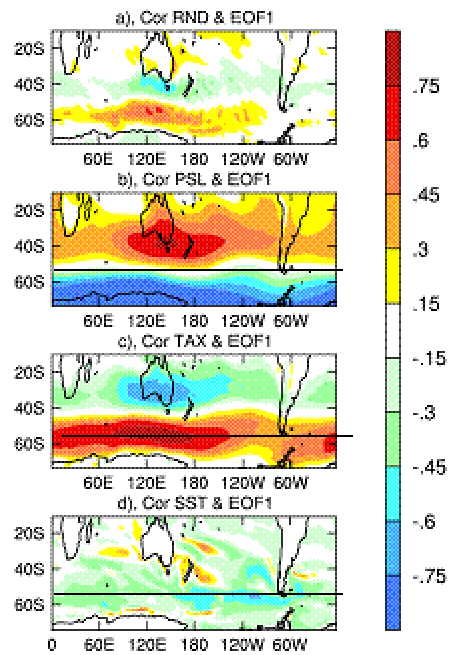 a), Cor RND & EOF1
20S
40S
60S
60E 120E 180 120W 60W
b), Cor PSL & EOF1
20S
40S
60S
60E 120E 180 120W 60W
c), Cor TAX & EOF1
20S
40S
60S
60E 120E 180 120W 60W
d), Cor SST & EOF1
20S
40S
60S
0 60E 120E 180 120W 60W
.75
.6
.45
.3
.15
-.15
-.3
-.45
-.6
-.75